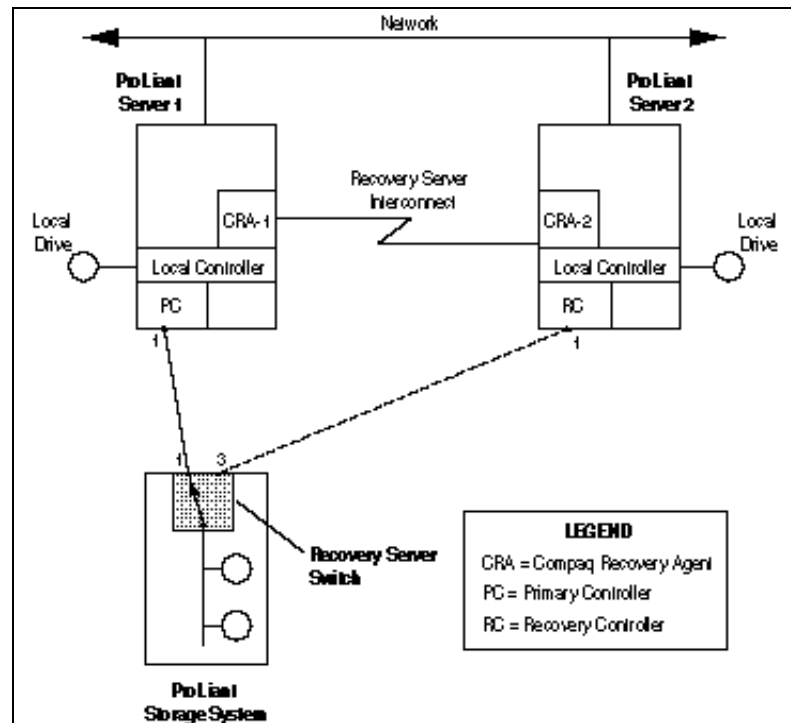 Network
ProLiant
Server 1
ProLiant
Server 2
Recovery Server
Interconnect
CRA-1
CRA-2
Local
Drive
Local
Drive
Local Controller
Local Controller
PC
RC
1
1
1
3
Recovery Server
Switch
ProLiant
Storage System
LEGEND
CRA = Compaq Recovery Agent
PC = Primary Controller
RC = Recovery Controller